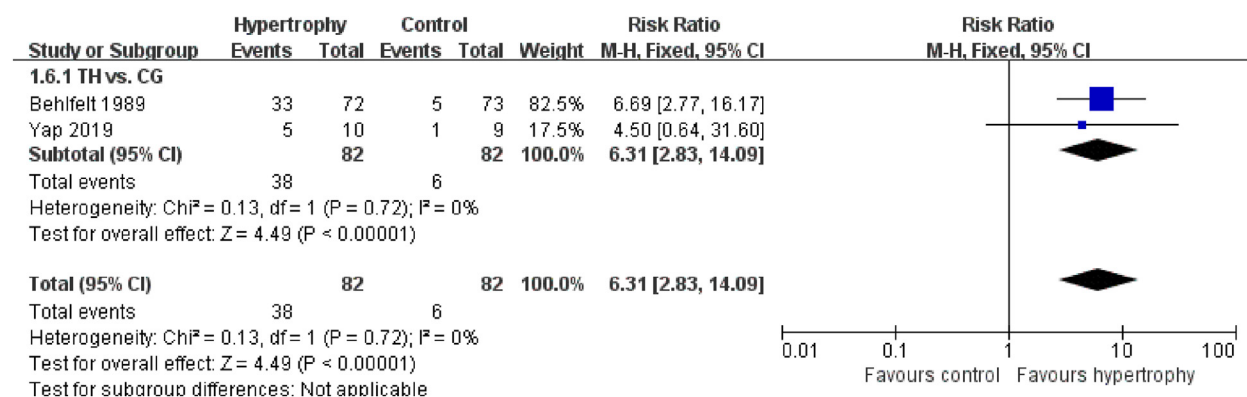 Hypertrophy Control Risk Ratio Risk Ratio
Study or Subgroup Events Total Events Total Weight M-H, Fixed, 95% CI M-H, Fixed, 95% CI
1.6.1 TH vs. CG
Behlfelt 1989 33 72 5 73 82.5% 6.69 [2.77, 16.17]
Yap 2019 5 10 1 9 17.5% 4.50 [0.64, 31.60]
Subtotal (95% CI) 82 82 100.0% 6.31 [2.83, 14.09]
Total events 38 6
Heterogeneity: Chi² = 0.13, df = 1 (P = 0.72); I² = 0%
Test for overall effect: Z = 4.49 (P < 0.00001)
Total (95% CI) 82 82 100.0% 6.31 [2.83, 14.09]
Total events 38 6
Heterogeneity: Chi² = 0.13, df = 1 (P = 0.72); I² = 0%
Test for overall effect: Z = 4.49 (P < 0.00001)
Test for subgroup differences: Not applicable
0.01 0.1 1 10 100
Favours control Favours hypertrophy